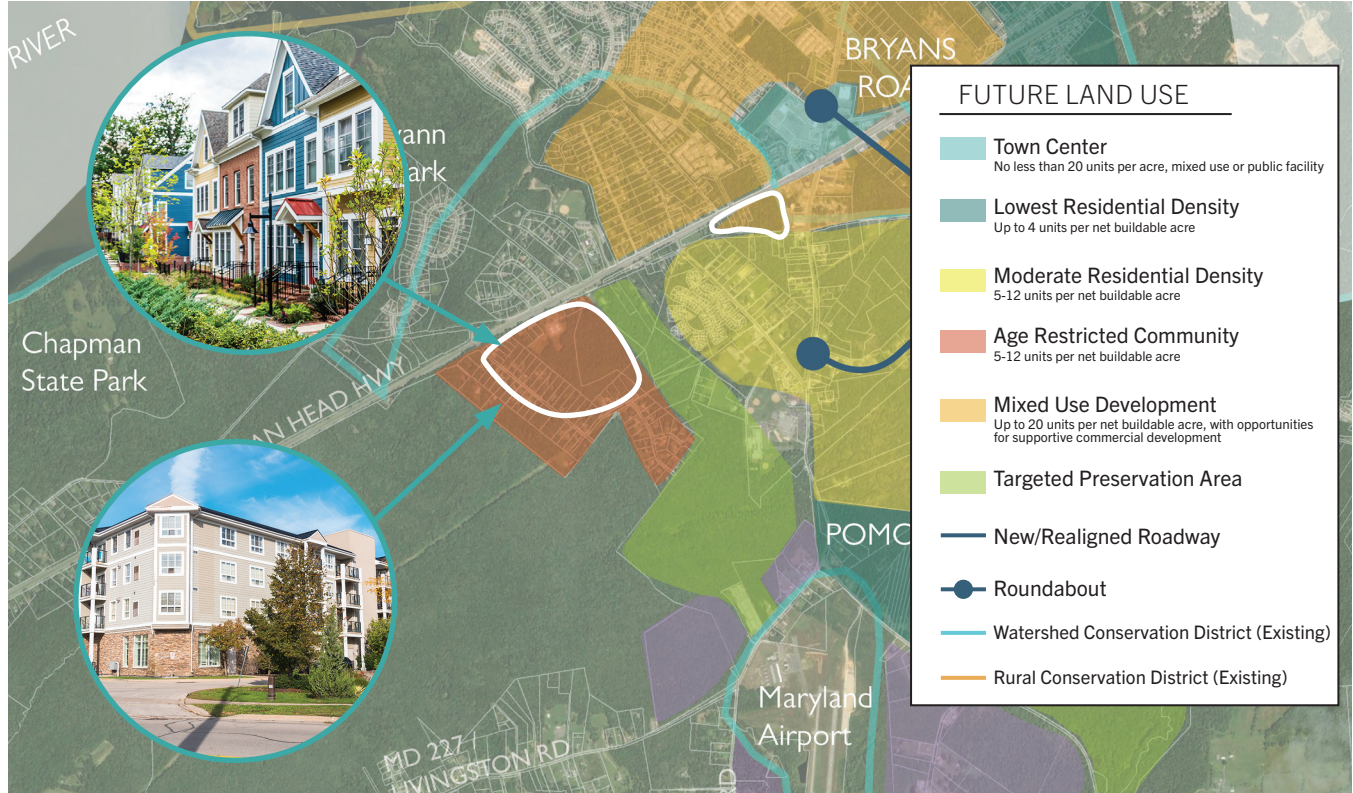 RIVER
BRYANS
ROA
FUTURE LAND USE
Town Center
No less than 20 units per acre, mixed use or public facility
Lowest Residential Density
Up to 4 units per net buildable acre
Moderate Residential Density
5-12 units per net buildable acre
Age Restricted Community
5-12 units per net buildable acre
Mixed Use Development
Up to 20 units per net buildable acre, with opportunities
for supportive commercial development
Targeted Preservation Area
New/Realigned Roadway
Roundabout
Watershed Conservation District (Existing)
Rural Conservation District (Existing)
yann
ark
Chapman
State Park
AN HEAD HWY
POMO
Maryland
Airport
MD 227 /
LIVINGSTON RD
RD